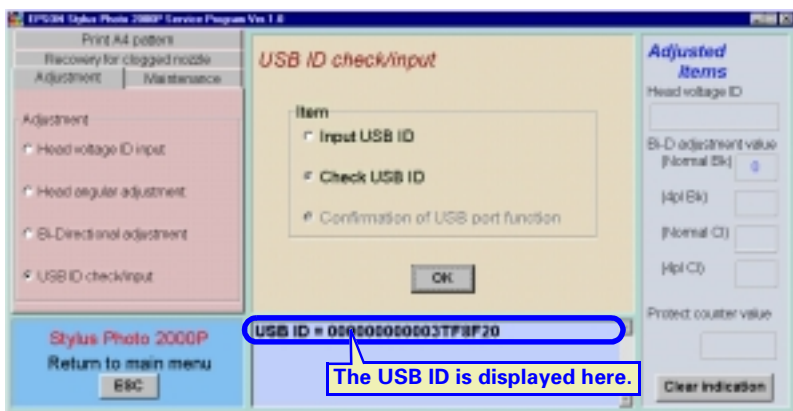 EPSON Stylus Photo 2000P Service Program Ver.1.0
Print A4 pattern
Recovery for clogged nozzle
Adjustment
Maintenance
Adjustment
Head voltage ID input
Head angular adjustment
Bi-Directional adjustment
USB ID check/input
Stylus Photo 2000P
Return to main menu
ESC
USB ID check/input
Item
Input USB ID
Check USB ID
Confirmation of USB port function
OK
USB ID = 000000000003TF8F20
The USB ID is displayed here.
Adjusted
Items
Head voltage ID
Bi-D adjustment value
(Normal Bk)
0
(4pl Bk)
(Normal Cl)
(4pl Cl)
Protect counter value
Clear indication